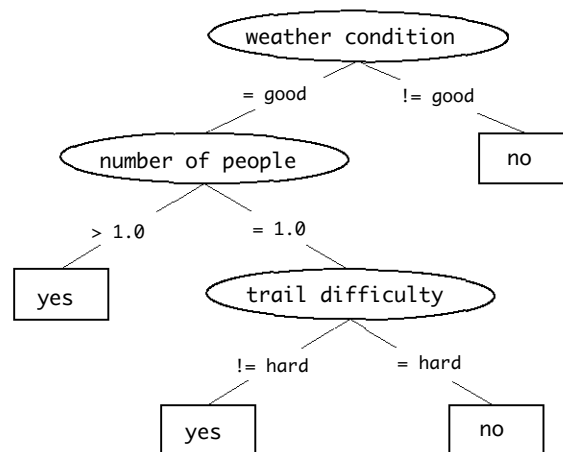 weather condition
= good
!= good
number of people
no
> 1.0
= 1.0
yes
trail difficulty
!= hard
= hard
yes
no